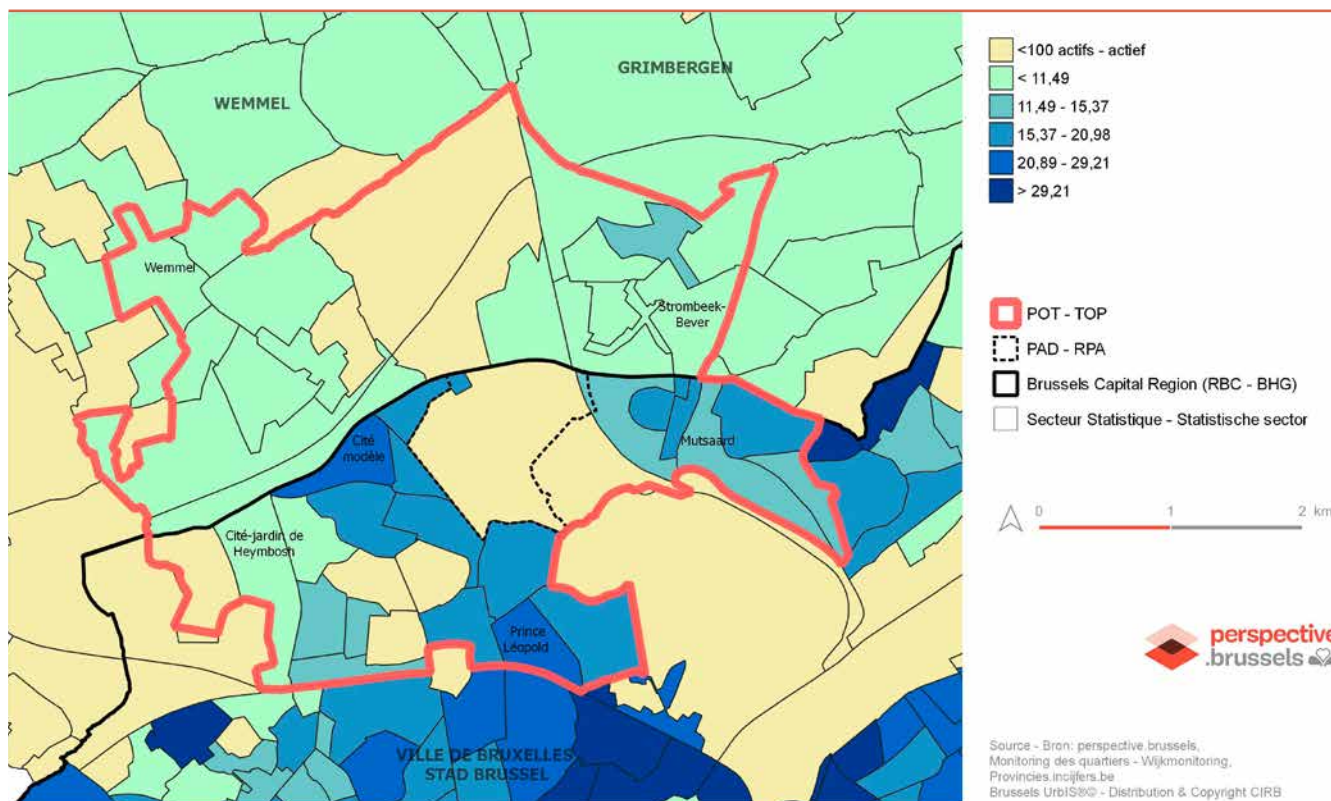 GRIMBERGEN
WEMMEL
Wemmel
Strombeek-
Bever
Cité
modèle
Mutsaard
Cité-jardin de
Heymbosh
Prince
Léopold
VILLE DE BRUXELLES
STAD BRUSSEL
<100 actifs - actief
< 11,49
11,49 - 15,37
15,37 - 20,98
20,89 - 29,21
> 29,21
POT - TOP
PAD - RPA
Brussels Capital Region (RBC - BHG)
Secteur Statistique - Statistische sector
0 1 2 km
perspective
.brussels
Source - Bron: perspective.brussels,
Monitoring des quartiers - Wijkmonitoring,
Provincies.incijfers.be
Brussels UrbIS®© - Distribution & Copyright CIRB